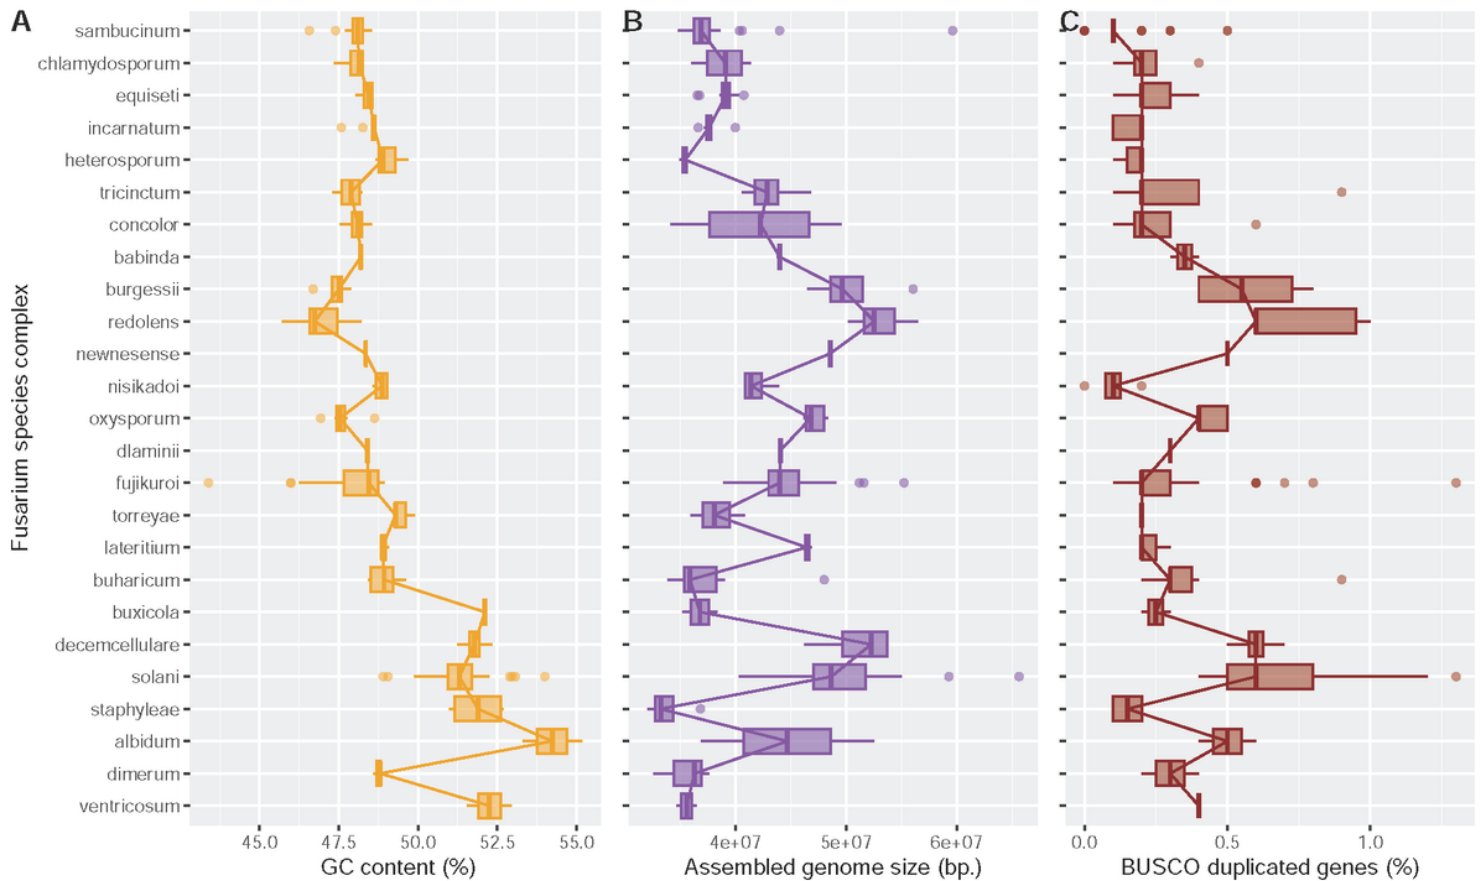 A
B
C
Fusarium species complex
sambucinum
chlamydosporum
equiseti
incarnatum
heterosporum
tricinctum
concolor
babinda
burgessii
redolens
newnesense
nisikadoi
oxysporum
dlaminii
fujikuroi
torreyae
lateritium
buharicum
buxicola
decemcellulare
solani
staphyleae
albidum
dimerum
ventricosum
45.0 47.5 50.0 52.5 55.0
4e+07 5e+07 6e+07
0.0 0.5 1.0
GC content (%)
Assembled genome size (bp.)
BUSCO duplicated genes (%)